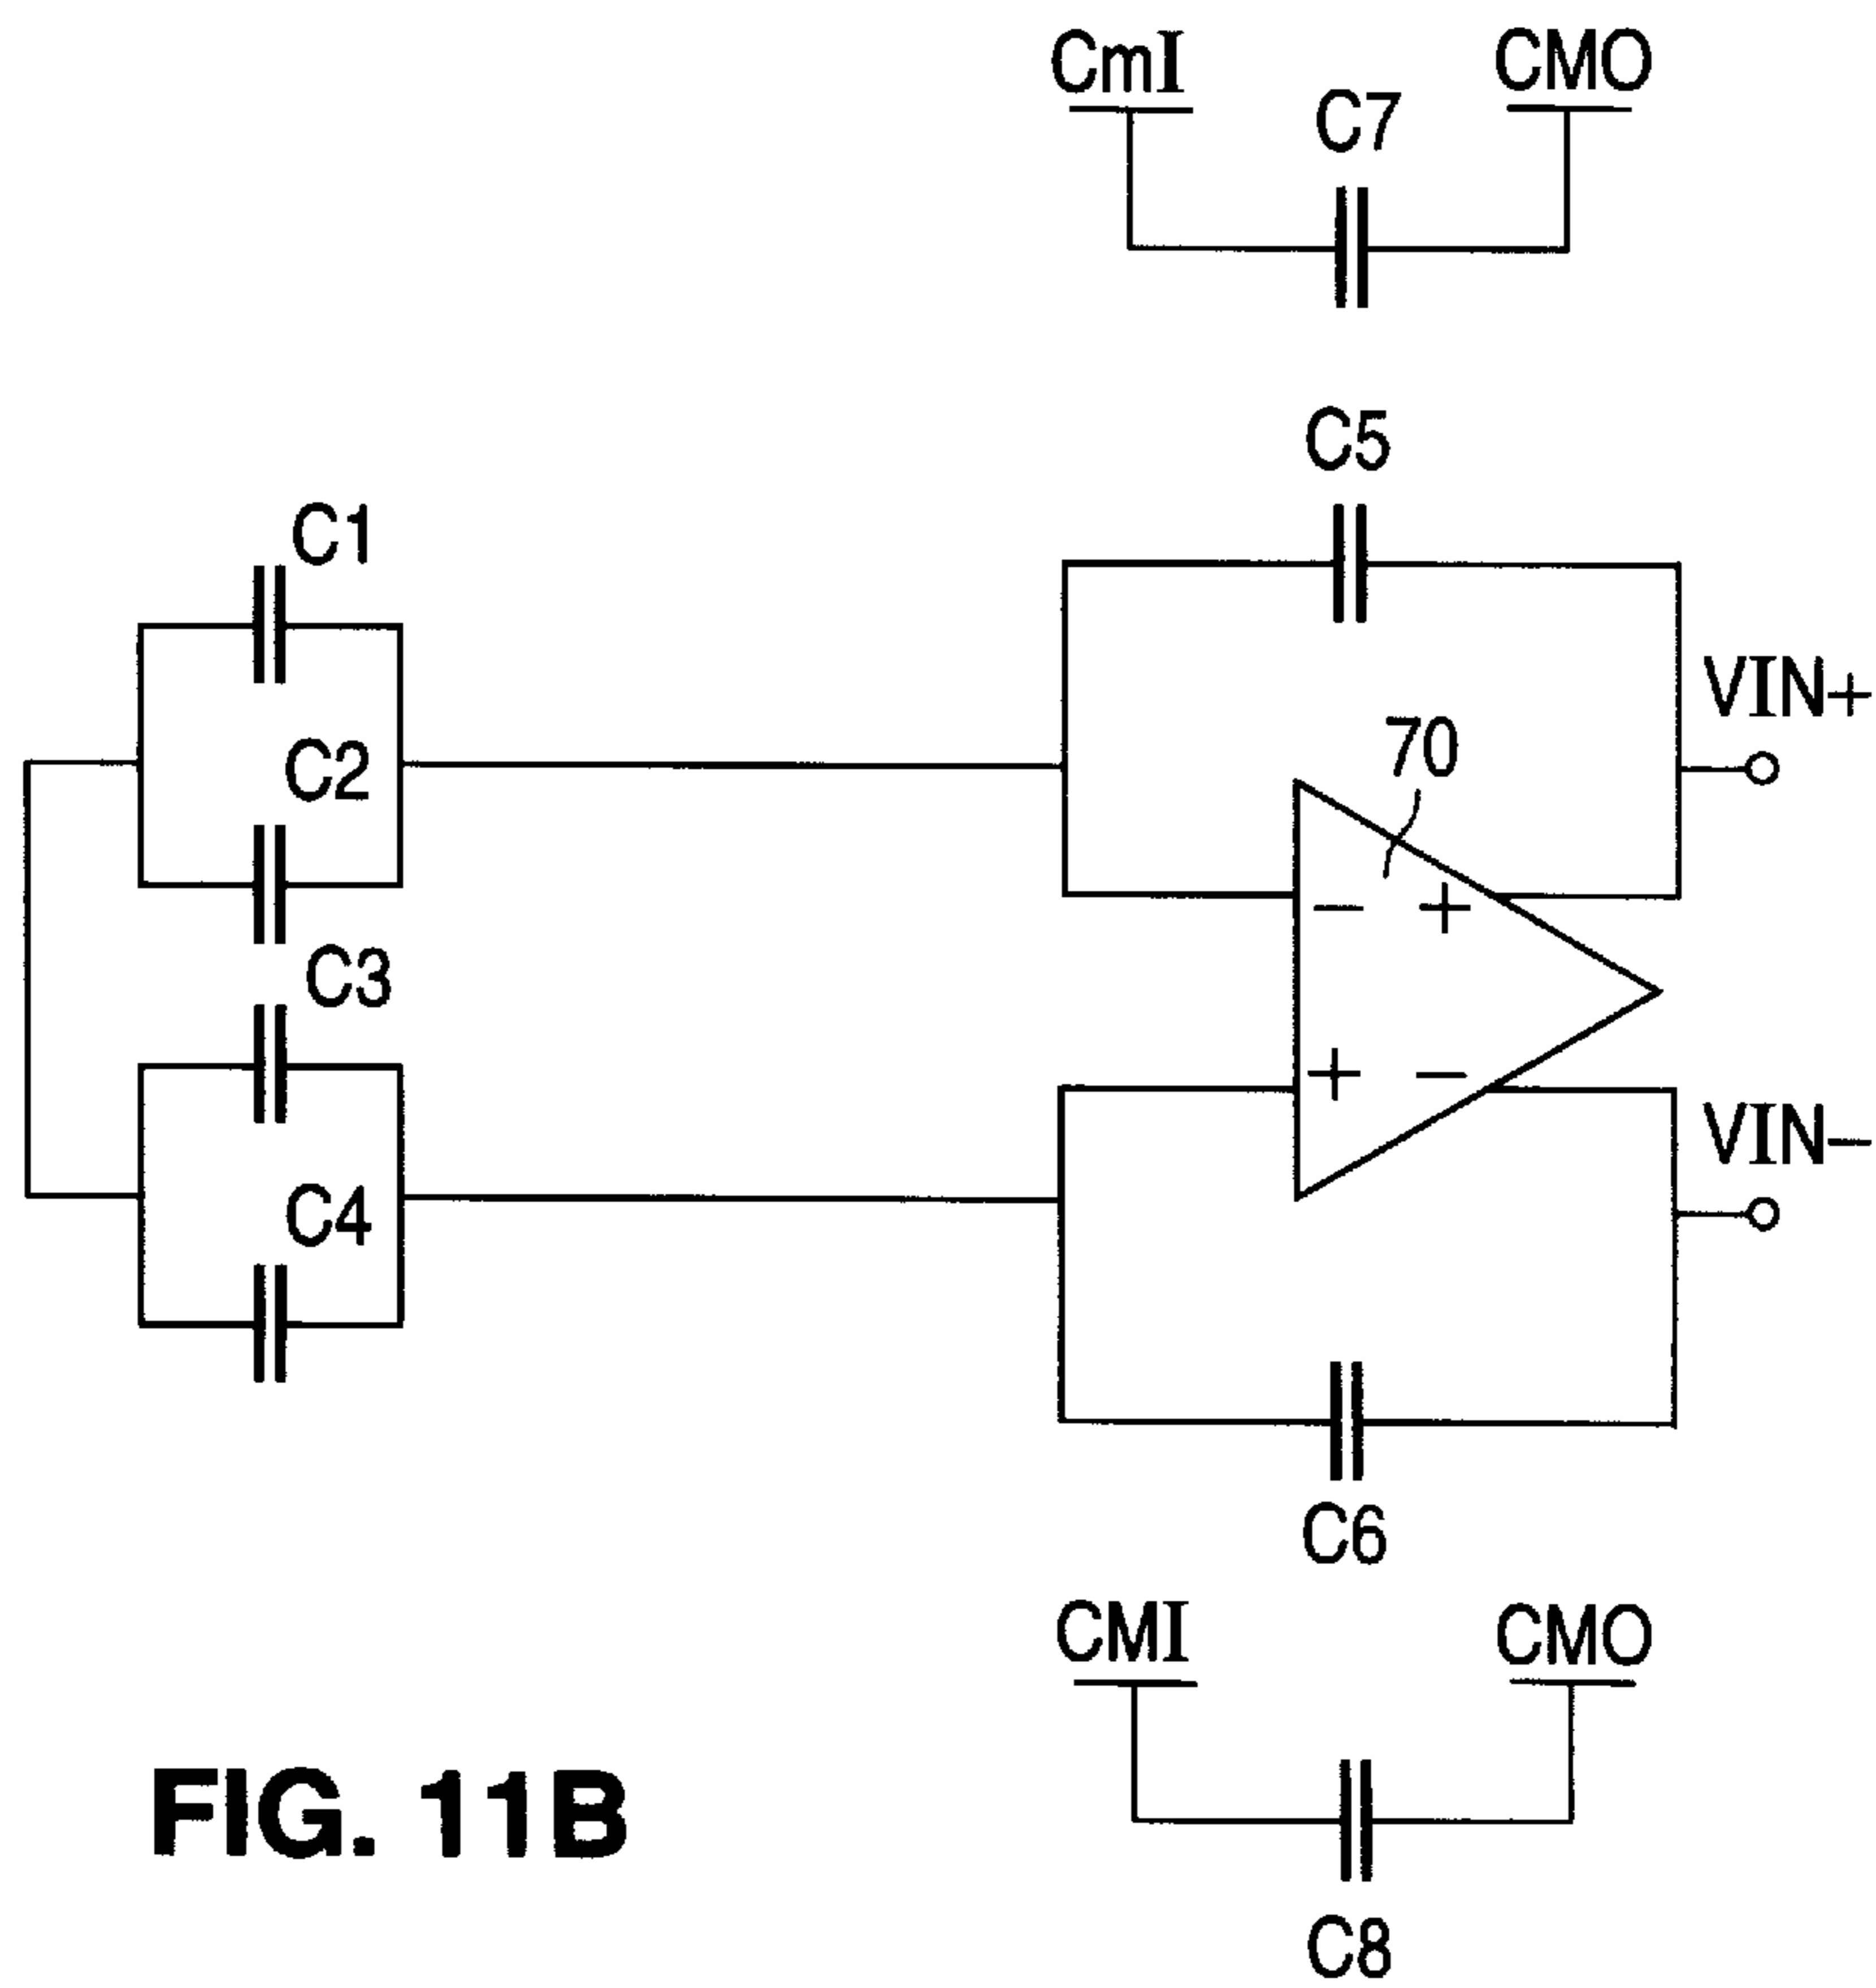 CmI
CMO
C7
C5
C1
VIN+
70
C2
− +
C3
+ −
VIN−
C4
C6
CMI
CMO
FIG. 11B
C8